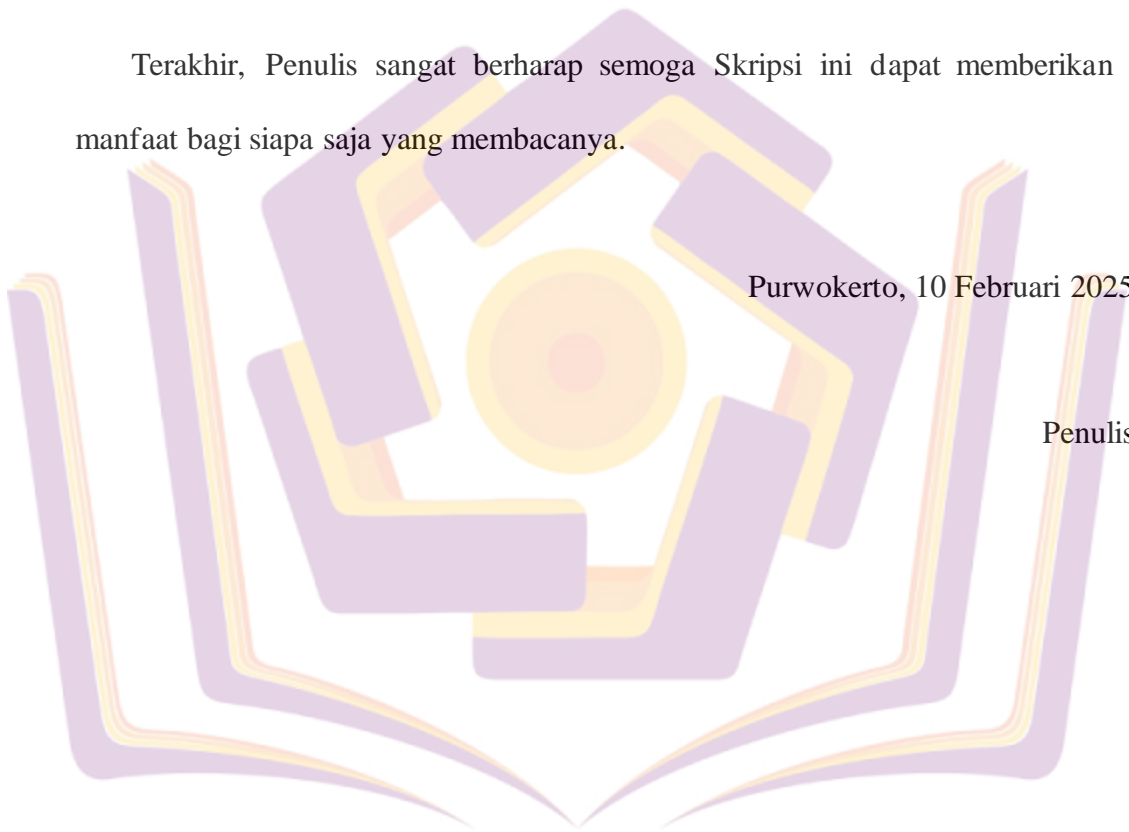 Terakhir, Penulis sangat berharap semoga Skripsi ini dapat memberikan
manfaat bagi siapa saja yang membacanya.
Purwokerto, 10 Februari 2025
Penulis